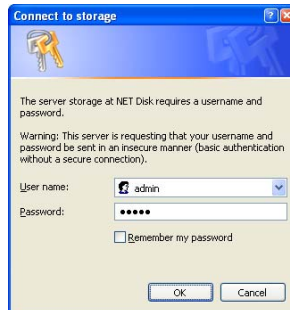 Connect to storage
The server storage at NET Disk requires a username and
password.
Warning: This server is requesting that your username and
password be sent in an insecure manner (basic authentication
without a secure connection).
User name:
admin
Password:
●●●●●
Remember my password
OK
Cancel